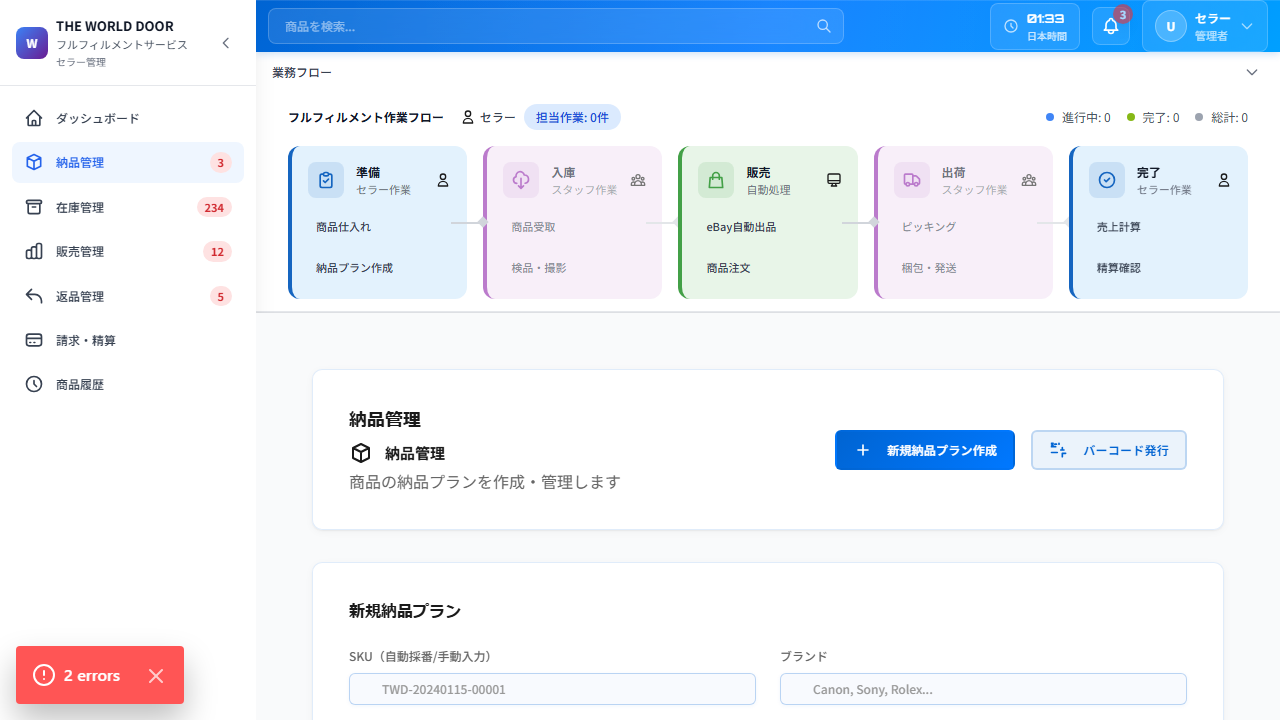 W
THE WORLD DOOR
フルフィルメントサービス
セラー管理
ダッシュボード
納品管理
3
在庫管理
234
販売管理
12
返品管理
5
請求・精算
商品履歴
2 errors
商品を検索...
01:33
日本時間
3
U
セラー
管理者
業務フロー
フルフィルメント作業フロー
セラー
担当作業: 0件
進行中: 0
完了: 0
総計: 0
準備
セラー作業
商品仕入れ
納品プラン作成
入庫
スタッフ作業
商品受取
検品・撮影
販売
自動処理
eBay自動出品
商品注文
出荷
スタッフ作業
ピッキング
梱包・発送
完了
セラー作業
売上計算
精算確認
納品管理
納品管理
商品の納品プランを作成・管理します
新規納品プラン作成
バーコード発行
新規納品プラン
SKU（自動採番/手動入力）
TWD-20240115-00001
ブランド
Canon, Sony, Rolex...